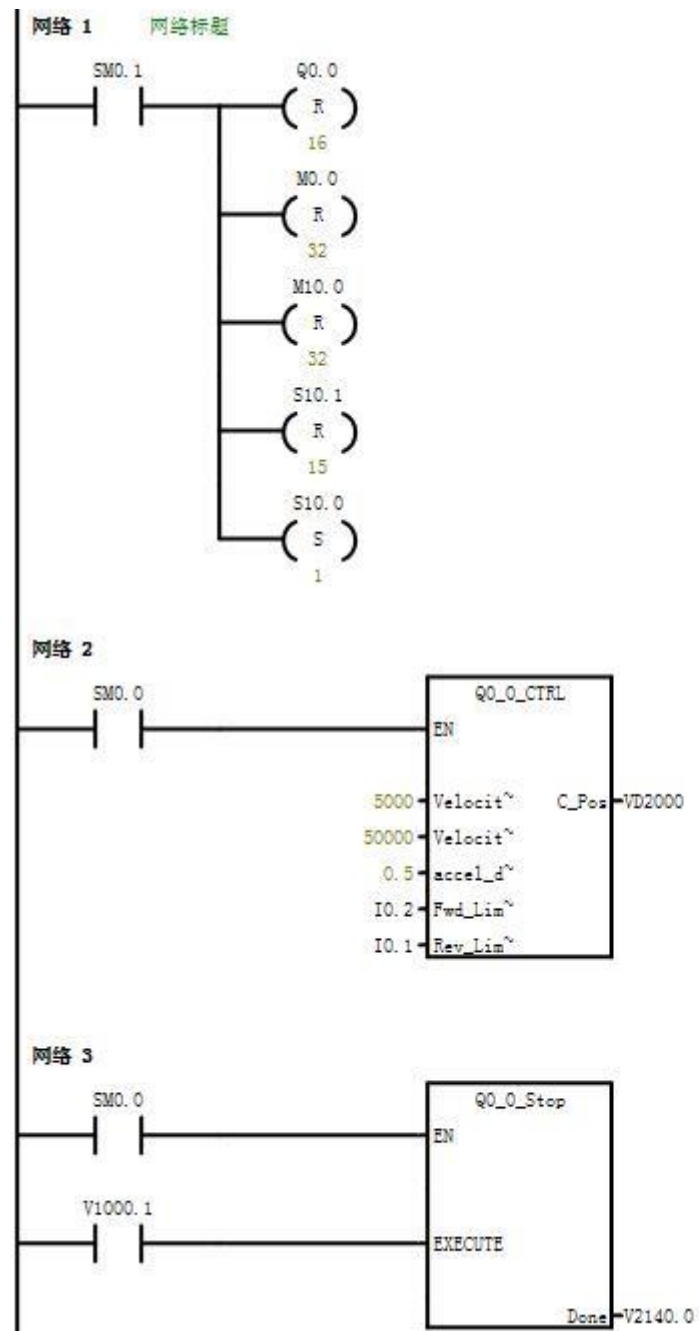 网络 1 网络标题
SM0.1 Q0.0
R
16
M0.0
R
32
M10.0
R
32
S10.1
R
15
S10.0
S
1
网络 2
SM0.0 Q0_0_CTRL
EN
5000 Velocit~ C_Pos VD2000
50000 Velocit~
0.5 accel_d~
I0.2 Fwd_Lim~
I0.1 Rev_Lim~
网络 3
SM0.0 Q0_0_Stop
EN
V1000.1
EXECUTE
Done V2140.0